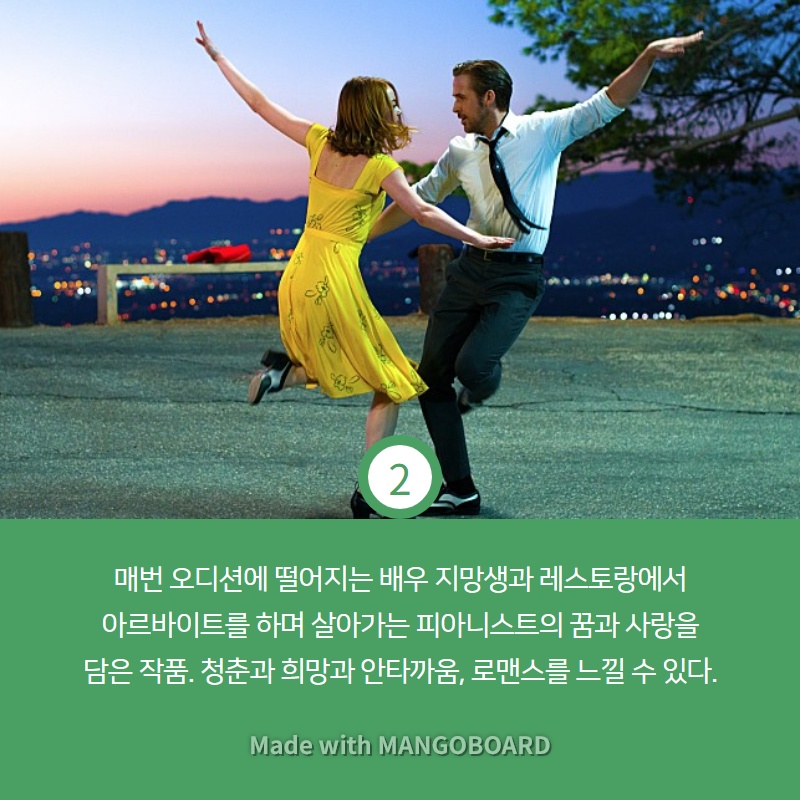 2
매번 오디션에 떨어지는 배우 지망생과 레스토랑에서
아르바이트를 하며 살아가는 피아니스트의 꿈과 사랑을
담은 작품. 청춘과 희망과 안타까움, 로맨스를 느낄 수 있다.
Made with MANGOBOARD